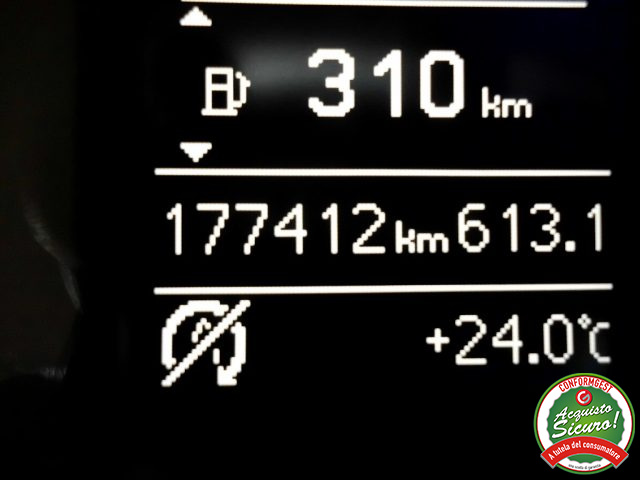 310 km
177412 km 613.1
+24.0°C
CONFORMGEST
Acquisto
Sicuro!
A tutela del consumatore